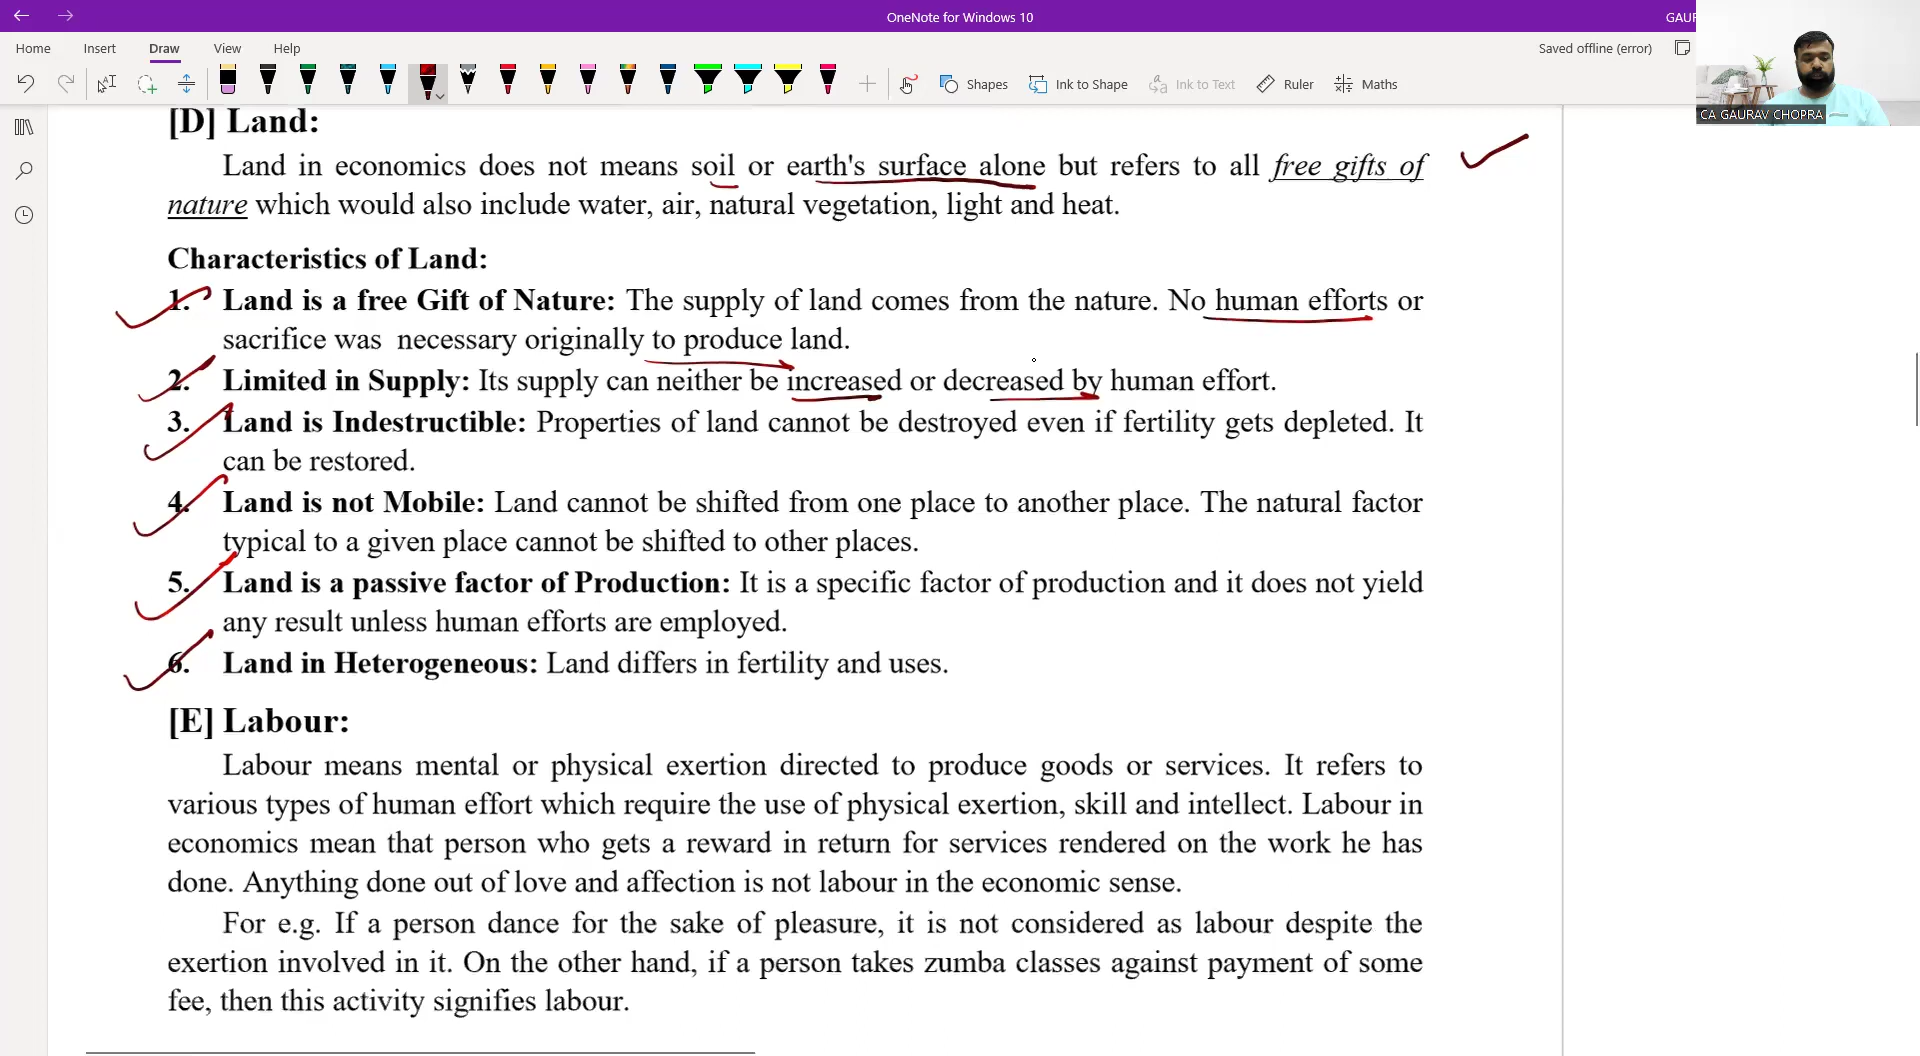 OneNote for Windows 10
GAUR
Home Insert Draw View Help
Saved offline (error)
Shapes Ink to Shape Ink to Text Ruler Maths
CA GAURAV CHOPRA
[D] Land:
Land in economics does not means soil or earth's surface alone but refers to all free gifts of
nature which would also include water, air, natural vegetation, light and heat.
Characteristics of Land:
1. Land is a free Gift of Nature: The supply of land comes from the nature. No human efforts or
sacrifice was necessary originally to produce land.
2. Limited in Supply: Its supply can neither be increased or decreased by human effort.
3. Land is Indestructible: Properties of land cannot be destroyed even if fertility gets depleted. It
can be restored.
4. Land is not Mobile: Land cannot be shifted from one place to another place. The natural factor
typical to a given place cannot be shifted to other places.
5. Land is a passive factor of Production: It is a specific factor of production and it does not yield
any result unless human efforts are employed.
6. Land in Heterogeneous: Land differs in fertility and uses.
[E] Labour:
Labour means mental or physical exertion directed to produce goods or services. It refers to
various types of human effort which require the use of physical exertion, skill and intellect. Labour in
economics mean that person who gets a reward in return for services rendered on the work he has
done. Anything done out of love and affection is not labour in the economic sense.
For e.g. If a person dance for the sake of pleasure, it is not considered as labour despite the
exertion involved in it. On the other hand, if a person takes zumba classes against payment of some
fee, then this activity signifies labour.